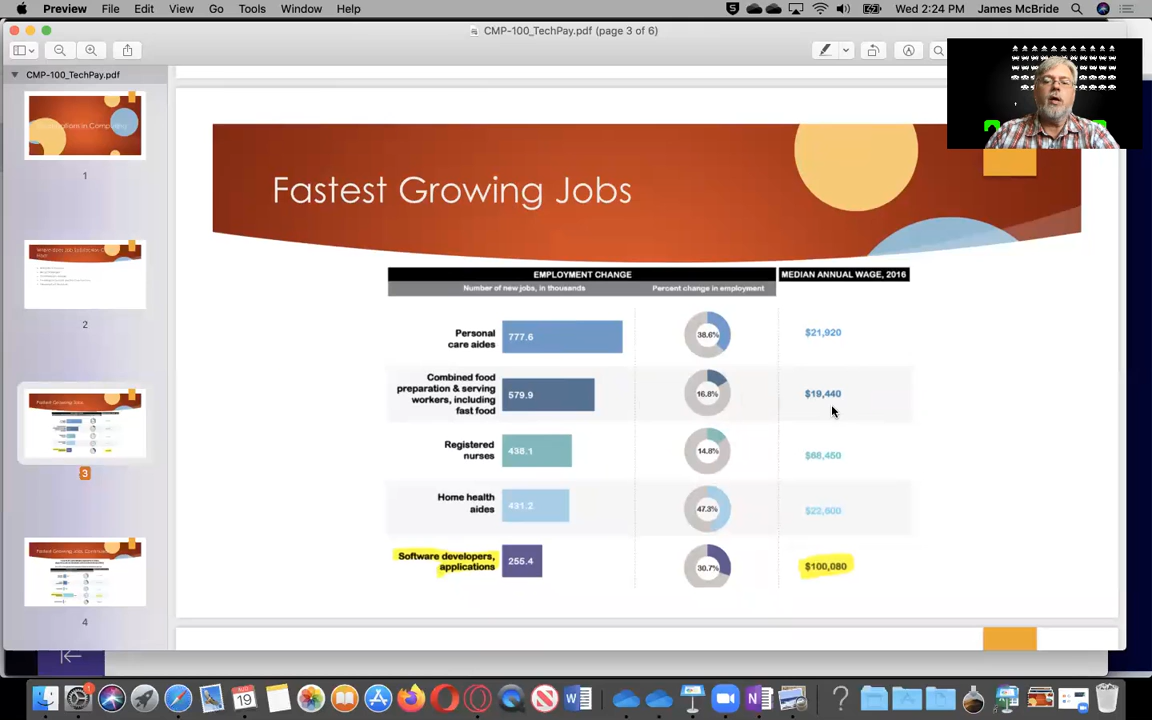 Preview File Edit View Go Tools Window Help Wed 2:24 PM James McBride
CMP-100_TechPay.pdf (page 3 of 6)
CMP-100_TechPay.pdf
1
2
Fastest Growing Jobs
3
4
Fastest Growing Jobs
EMPLOYMENT CHANGE MEDIAN ANNUAL WAGE, 2016
Number of new jobs, in thousands Percent change in employment
Personal
care aides
777.6 38.6% $21,920
Combined food
preparation & serving
workers, including
fast food
579.9 16.8% $19,440
Registered
nurses
438.1 14.8% $68,450
Home health
aides
431.2 47.3% $22,600
Software developers,
applications
255.4 30.7% $100,080
AUG
19